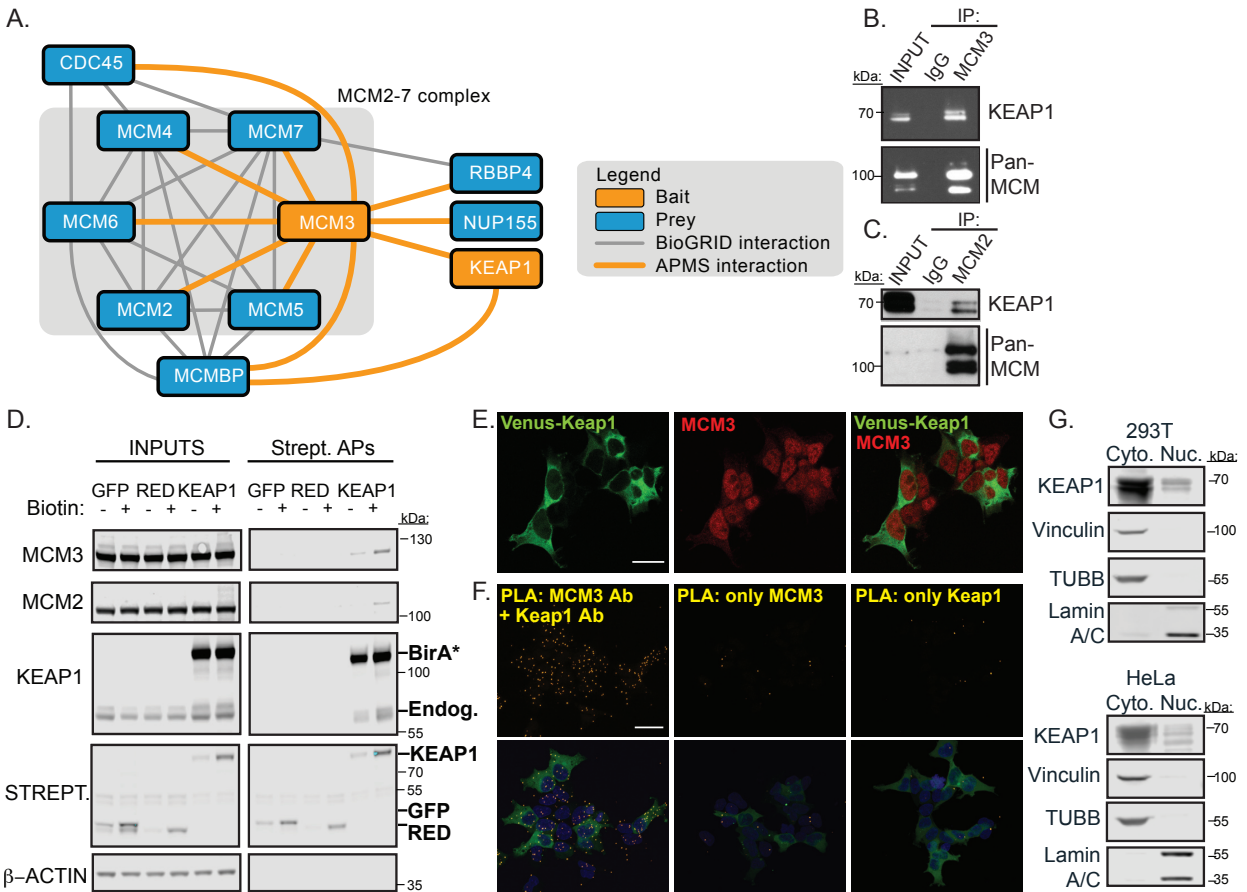 A.
CDC45
MCM2-7 complex
MCM4
MCM7
RBBP4
MCM6
MCM3
NUP155
KEAP1
MCM2
MCM5
MCMBP
Legend
Bait
Prey
BioGRID interaction
APMS interaction
B.
IP:
INPUT
IgG
MCM3
kDa:
70
KEAP1
100
Pan-
MCM
C.
IP:
INPUT
IgG
MCM2
kDa:
70
KEAP1
100
Pan-
MCM
D.
INPUTS
Strept. APs
GFP RED KEAP1
GFP RED KEAP1
Biotin: - + - + - +
- + - + - +
kDa:
MCM3
130
MCM2
100
KEAP1
BirA*
100
Endog.
55
STREPT.
KEAP1
70
55
GFP
RED
β-ACTIN
35
E.
Venus-Keap1
MCM3
Venus-Keap1
MCM3
F.
PLA: MCM3 Ab
+ Keap1 Ab
PLA: only MCM3
PLA: only Keap1
G.
293T
Cyto. Nuc.
kDa:
KEAP1
70
Vinculin
100
TUBB
55
Lamin
A/C
55
35
HeLa
Cyto. Nuc.
kDa:
KEAP1
70
Vinculin
100
TUBB
55
Lamin
A/C
55
35